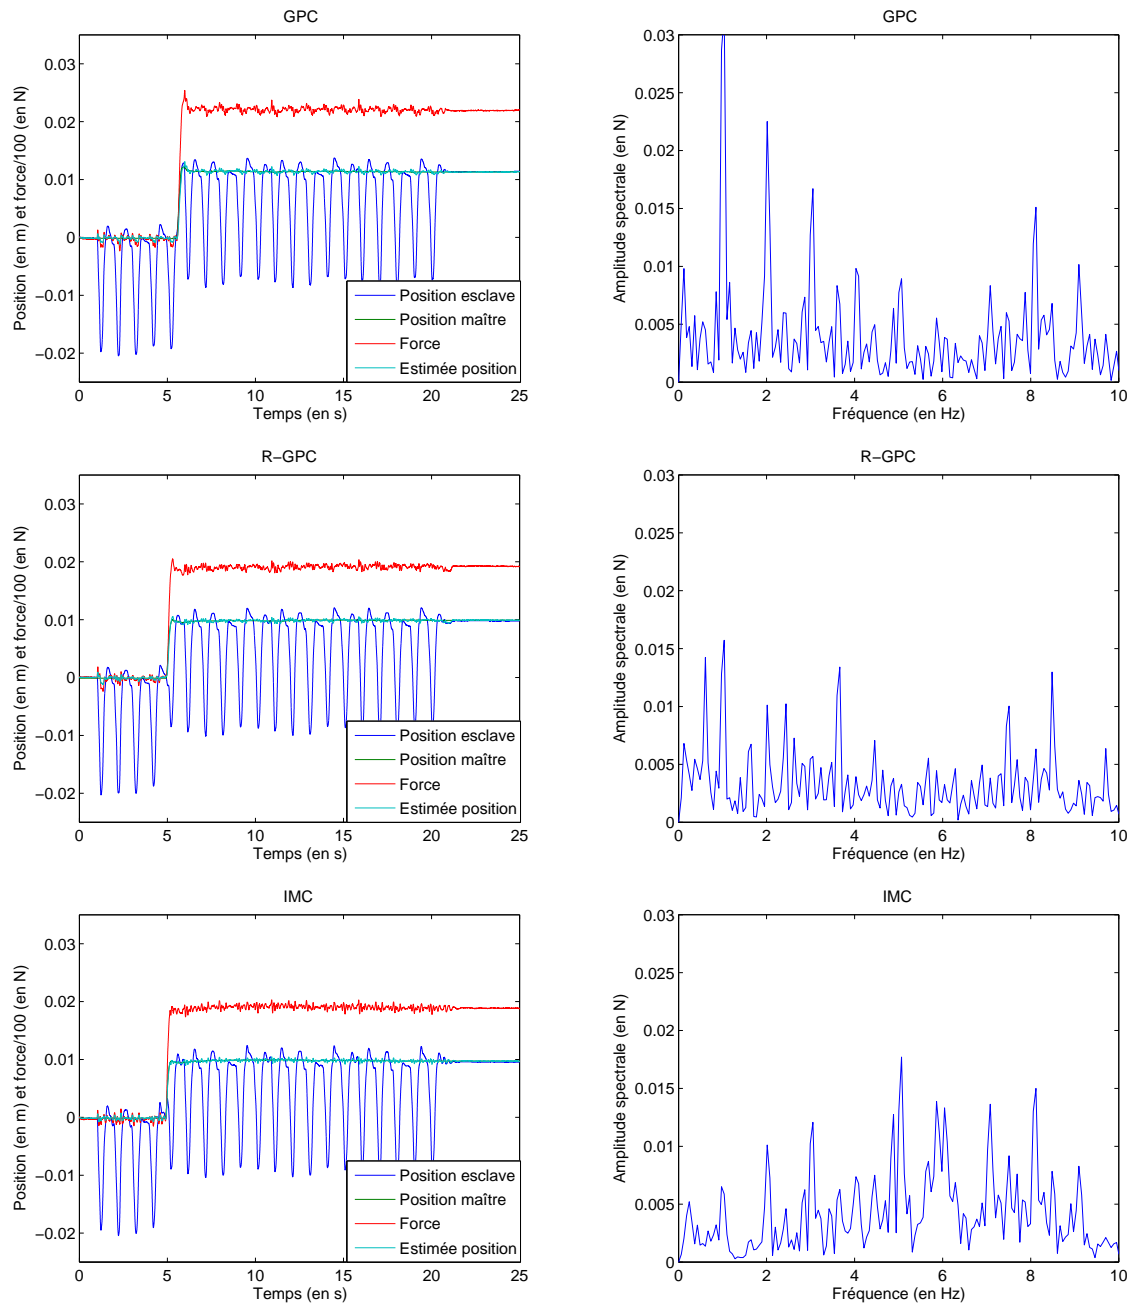 GPC
Position (en m) et force/100 (en N)
0.03
0.02
0.01
0
−0.01
−0.02
0
5
10
15
20
25
Temps (en s)
Position esclave
Position maître
Force
Estimée position
GPC
Amplitude spectrale (en N)
0.03
0.025
0.02
0.015
0.01
0.005
0
0
2
4
6
8
10
Fréquence (en Hz)
R−GPC
Position (en m) et force/100 (en N)
0.03
0.02
0.01
0
−0.01
−0.02
0
5
10
15
20
25
Temps (en s)
Position esclave
Position maître
Force
Estimée position
R−GPC
Amplitude spectrale (en N)
0.03
0.025
0.02
0.015
0.01
0.005
0
0
2
4
6
8
10
Fréquence (en Hz)
IMC
Position (en m) et force/100 (en N)
0.03
0.02
0.01
0
−0.01
−0.02
0
5
10
15
20
25
Temps (en s)
Position esclave
Position maître
Force
Estimée position
IMC
Amplitude spectrale (en N)
0.03
0.025
0.02
0.015
0.01
0.005
0
0
2
4
6
8
10
Fréquence (en Hz)